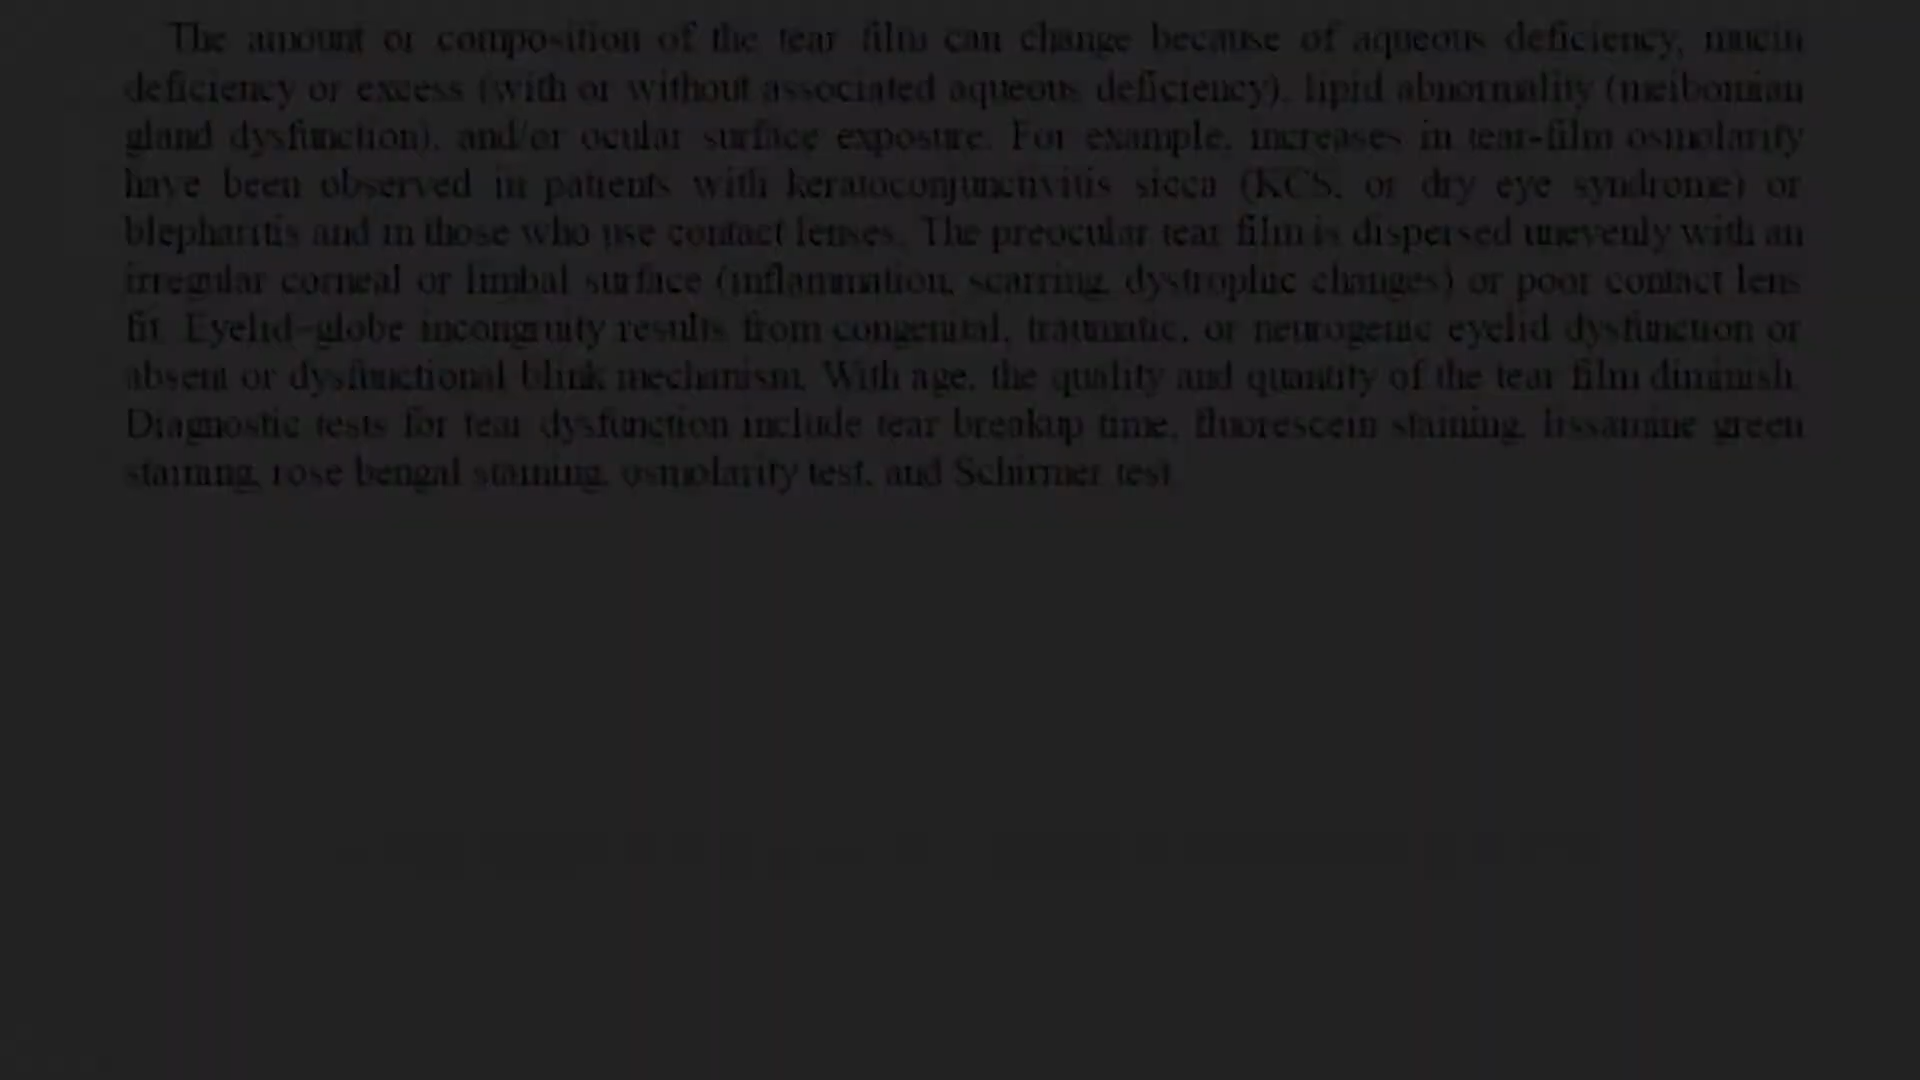 The amount or composition of the tear film can change because of aqueous deficiency, mucin
deficiency or excess (with or without associated aqueous deficiency), lipid abnormality (meibomian
gland dysfunction), and/or ocular surface exposure. For example, increases in tear-film osmolarity
have been observed in patients with keratoconjunctivitis sicca (KCS, or dry eye syndrome) or
blepharitis and in those who use contact lenses. The preocular tear film is dispersed unevenly with an
irregular corneal or limbal surface (inflammation, scarring, dystrophic changes) or poor contact lens
fit. Eyelid–globe incongruity results from congenital, traumatic, or neurogenic eyelid dysfunction or
absent or dysfunctional blink mechanism. With age, the quality and quantity of the tear film diminish.
Diagnostic tests for tear dysfunction include tear breakup time, fluorescein staining, lissamine green
staining, rose bengal staining, osmolarity test, and Schirmer test.